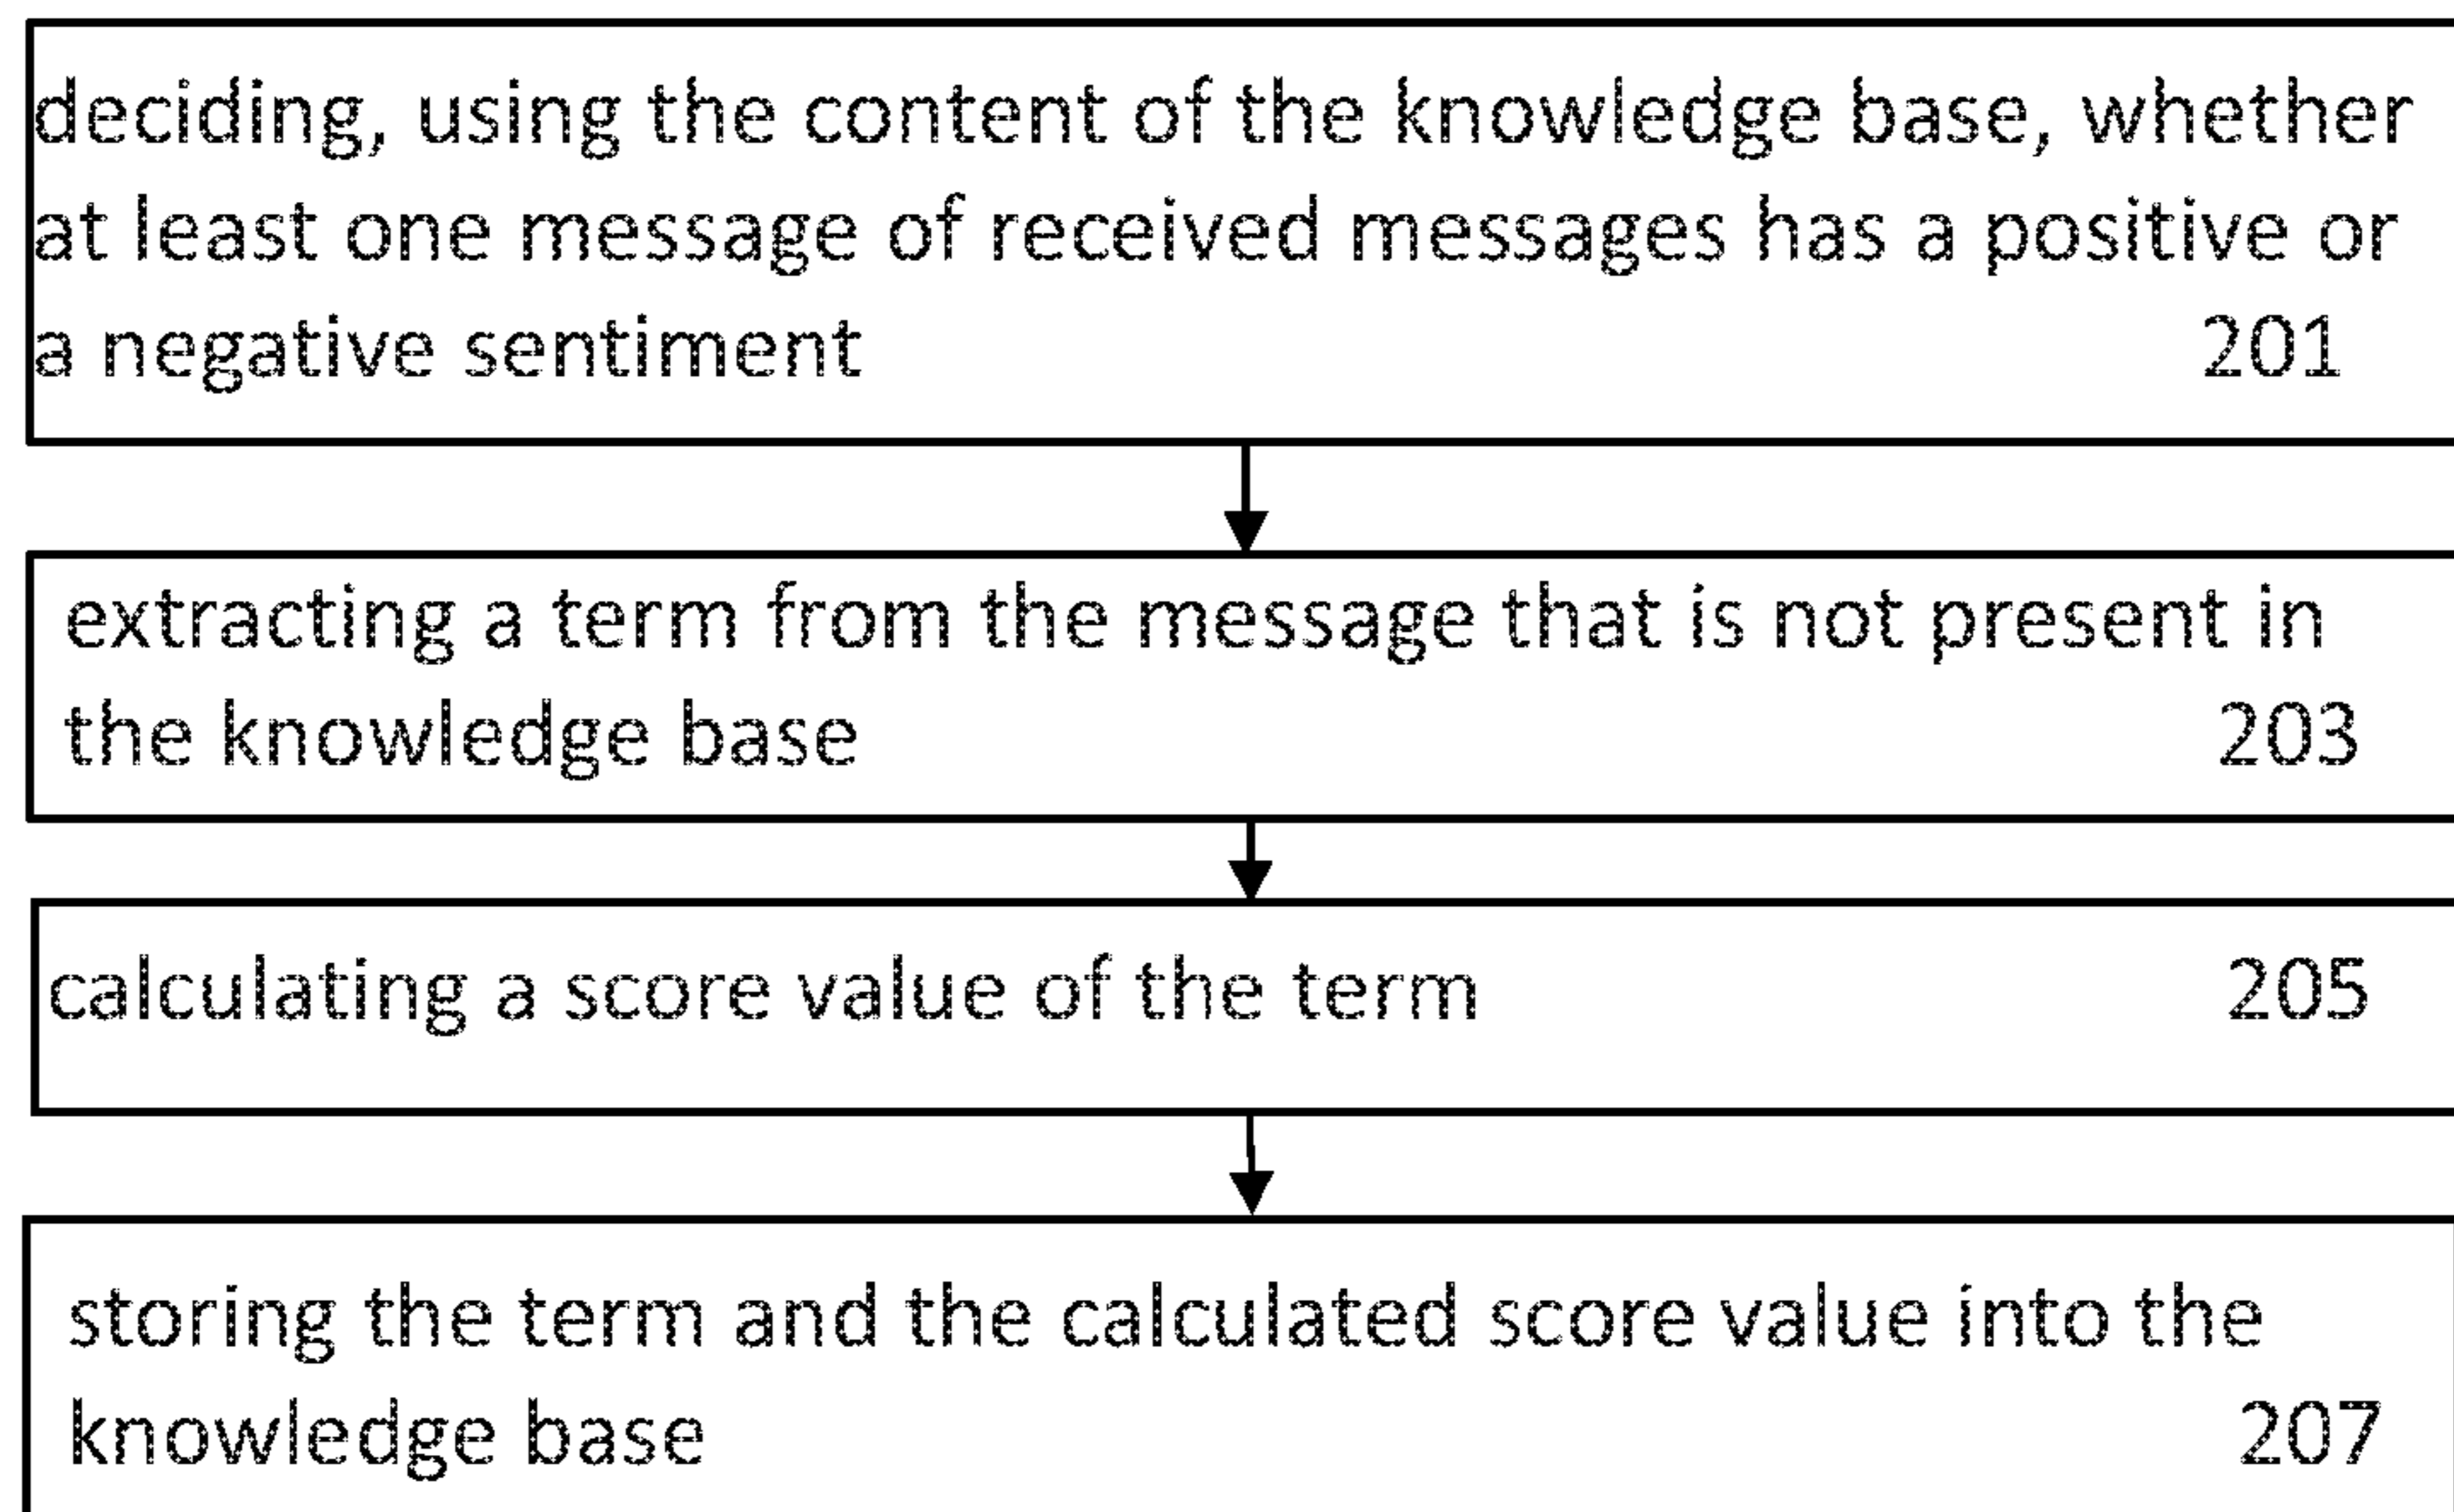 deciding, using the content of the knowledge base, whether
at least one message of received messages has a positive or
a negative sentiment 201
extracting a term from the message that is not present in
the knowledge base 203
calculating a score value of the term 205
storing the term and the calculated score value into the
knowledge base 207